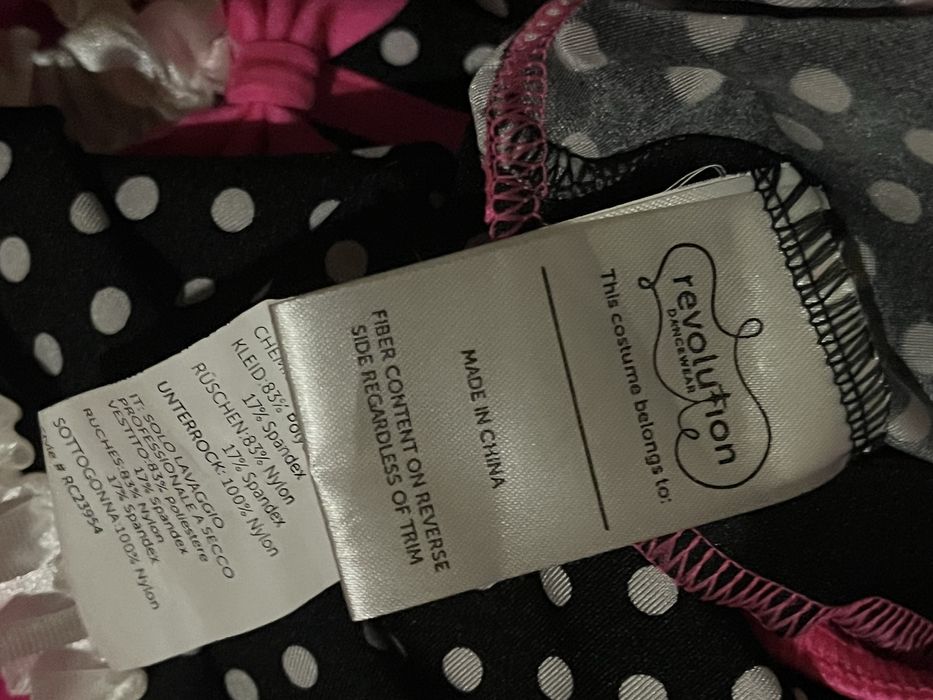 revolution
DANCEWEAR
This costume belongs to:
MADE IN CHINA
FIBER CONTENT ON REVERSE
SIDE REGARDLESS OF TRIM
KLEID:83%
17% Spandex
RÜSCHEN:83% Nylon
17% Spandex
UNTERROCK: 100% Nylon
IT: SOLO LAVAGGIO
PROFESSIONALE A SECCO
VESTITO:83% Poliestere
17% Spandex
RUCHES:83% Nylon
17% Spandex
SOTTOGONNA:100% Nylon
# RC23954